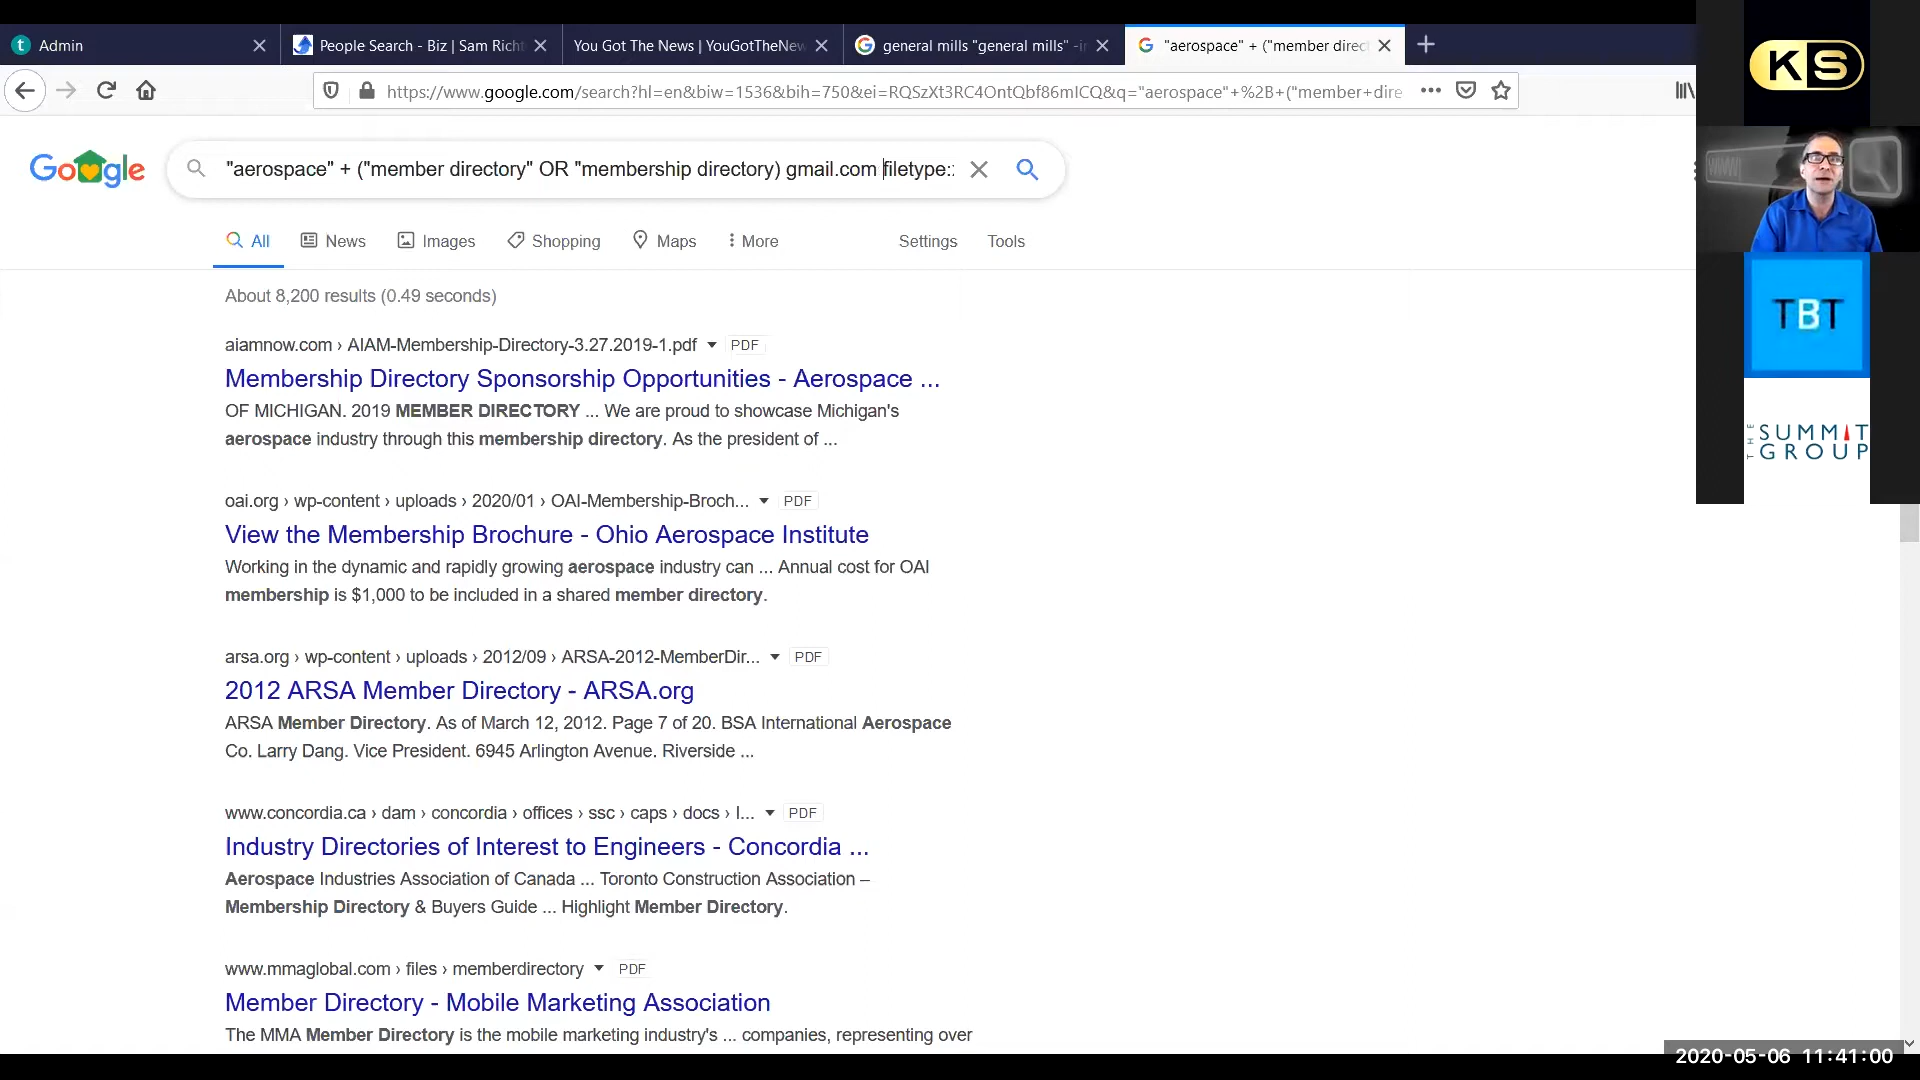 Admin
People Search - Biz | Sam Richt
You Got The News | YouGotTheNew
general mills "general mills" -in
"aerospace" + ("member direc
https://www.google.com/search?hl=en&biw=1536&bih=750&ei=RQSzXt3RC4OntQbf86mICQ&q="aerospace"+%2B+("member+dire
Google
"aerospace" + ("member directory" OR "membership directory) gmail.com filetype::
All
News
Images
Shopping
Maps
More
Settings
Tools
About 8,200 results (0.49 seconds)
aiamnow.com › AIAM-Membership-Directory-3.27.2019-1.pdf PDF
Membership Directory Sponsorship Opportunities - Aerospace ...
OF MICHIGAN. 2019 MEMBER DIRECTORY ... We are proud to showcase Michigan's
aerospace industry through this membership directory. As the president of ...
oai.org › wp-content › uploads › 2020/01 › OAI-Membership-Broch... PDF
View the Membership Brochure - Ohio Aerospace Institute
Working in the dynamic and rapidly growing aerospace industry can ... Annual cost for OAI
membership is $1,000 to be included in a shared member directory.
arsa.org › wp-content › uploads › 2012/09 › ARSA-2012-MemberDir... PDF
2012 ARSA Member Directory - ARSA.org
ARSA Member Directory. As of March 12, 2012. Page 7 of 20. BSA International Aerospace
Co. Larry Dang. Vice President. 6945 Arlington Avenue. Riverside ...
www.concordia.ca › dam › concordia › offices › ssc › caps › docs › I... PDF
Industry Directories of Interest to Engineers - Concordia ...
Aerospace Industries Association of Canada ... Toronto Construction Association –
Membership Directory & Buyers Guide ... Highlight Member Directory.
www.mmaglobal.com › files › memberdirectory PDF
Member Directory - Mobile Marketing Association
The MMA Member Directory is the mobile marketing industry's ... companies, representing over
KS
TBT
THE SUMMIT
GROUP
2020-05-06 11:41:00